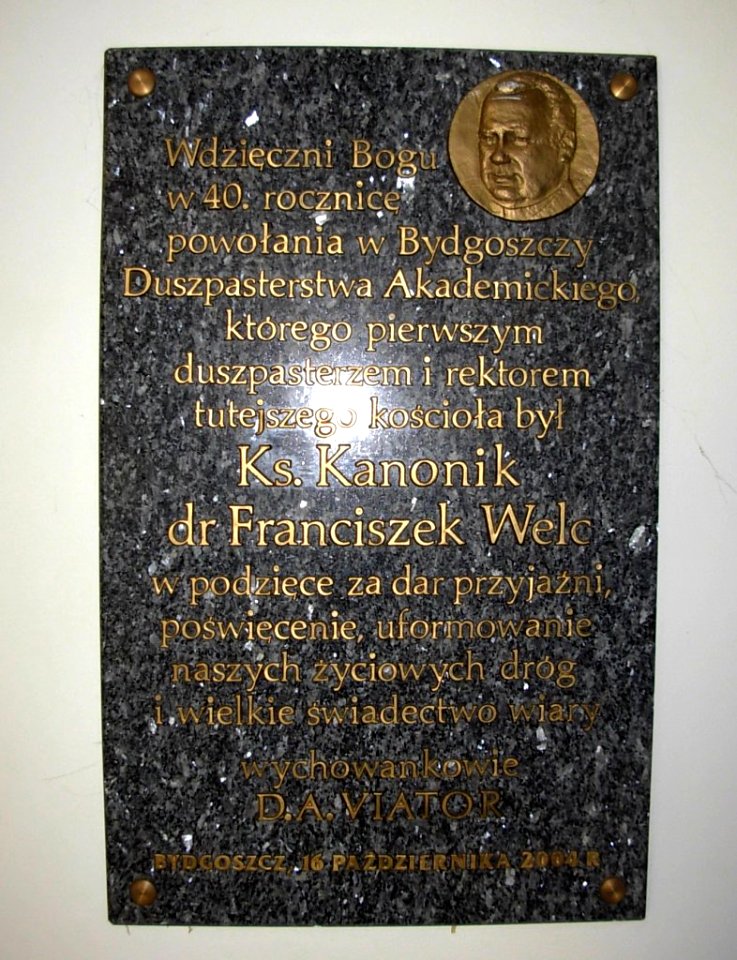 Wdzięczni Bogu
w 40. rocznicę
powołania w Bydgoszczy
Duszpasterstwa Akademickiego,
którego pierwszym
duszpasterzem i rektorem
tutejszego kościoła był
Ks. Kanonik
dr Franciszek Welc
w podzięce za dar przyjaźni,
poświęcenie, uformowanie
naszych życiowych dróg
i wielkie świadectwo wiary
wychowankowie
D.A. VIATOR
BYDGOSZCZ, 16 PAŹDZIERNIKA 2004 R